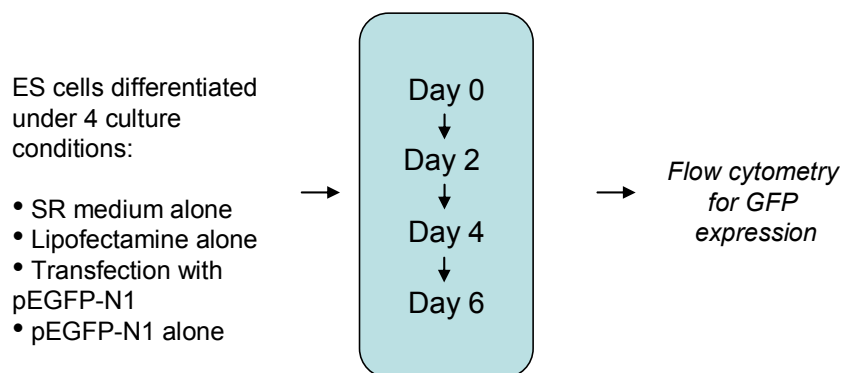 ES cells differentiated
under 4 culture
conditions:
• SR medium alone
• Lipofectamine alone
• Transfection with
pEGFP-N1
• pEGFP-N1 alone
Day 0
Day 2
Day 4
Day 6
Flow cytometry
for GFP
expression